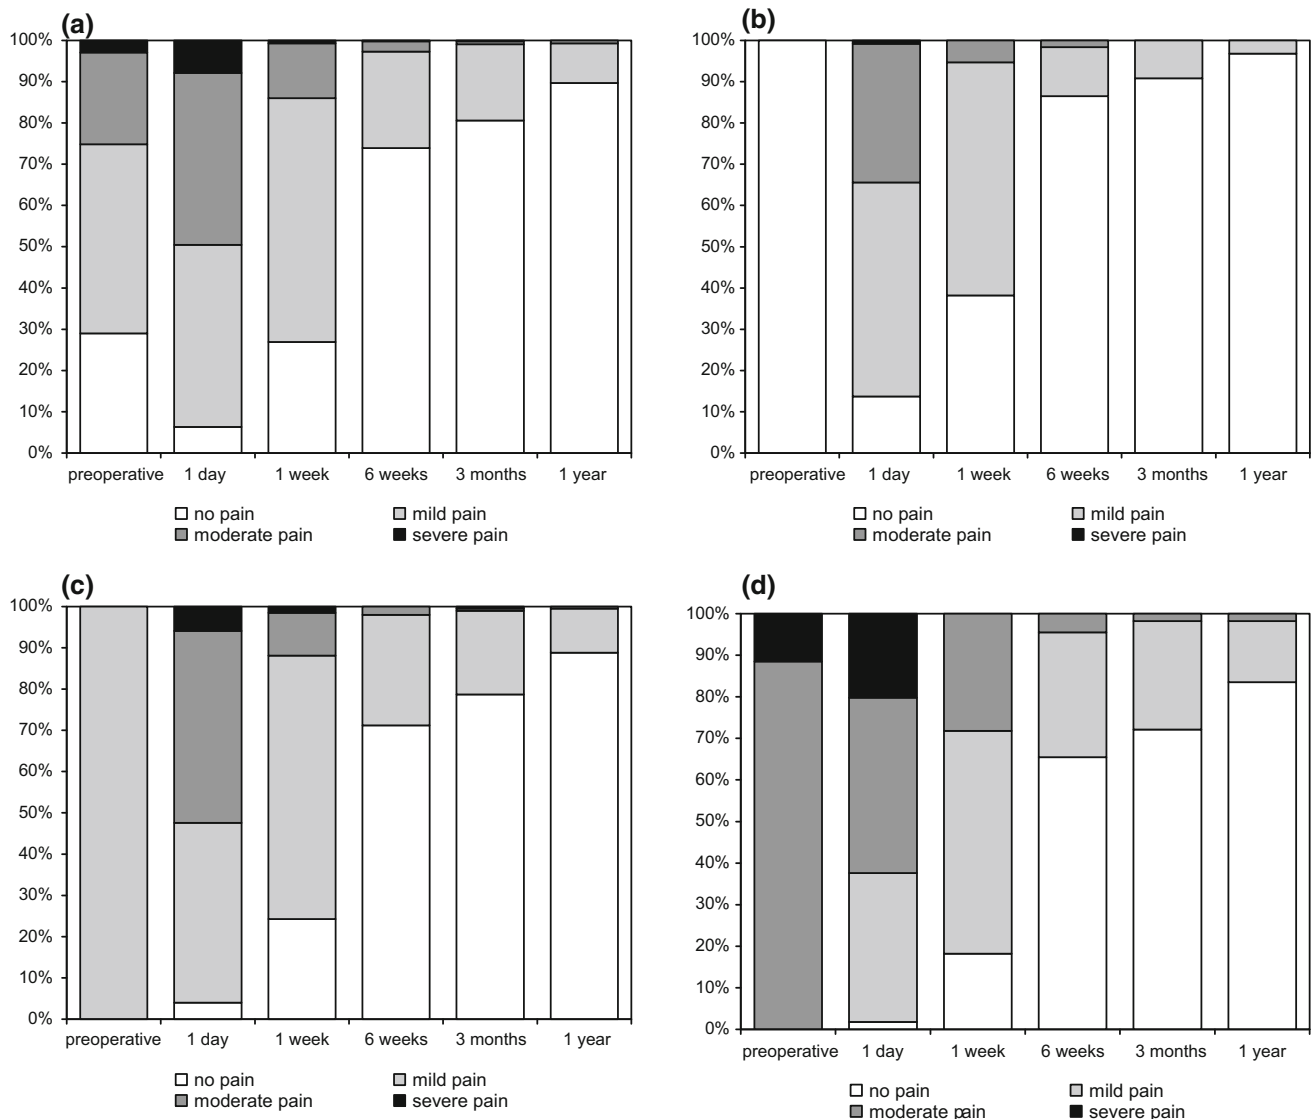 (a)
100%
90%
80%
70%
60%
50%
40%
30%
20%
10%
0%
preoperative 1 day 1 week 6 weeks 3 months 1 year
no pain mild pain
moderate pain severe pain
(b)
100%
90%
80%
70%
60%
50%
40%
30%
20%
10%
0%
preoperative 1 day 1 week 6 weeks 3 months 1 year
no pain mild pain
moderate pain severe pain
(c)
100%
90%
80%
70%
60%
50%
40%
30%
20%
10%
0%
preoperative 1 day 1 week 6 weeks 3 months 1 year
no pain mild pain
moderate pain severe pain
(d)
100%
90%
80%
70%
60%
50%
40%
30%
20%
10%
0%
preoperative 1 day 1 week 6 weeks 3 months 1 year
no pain mild pain
moderate pain severe pain